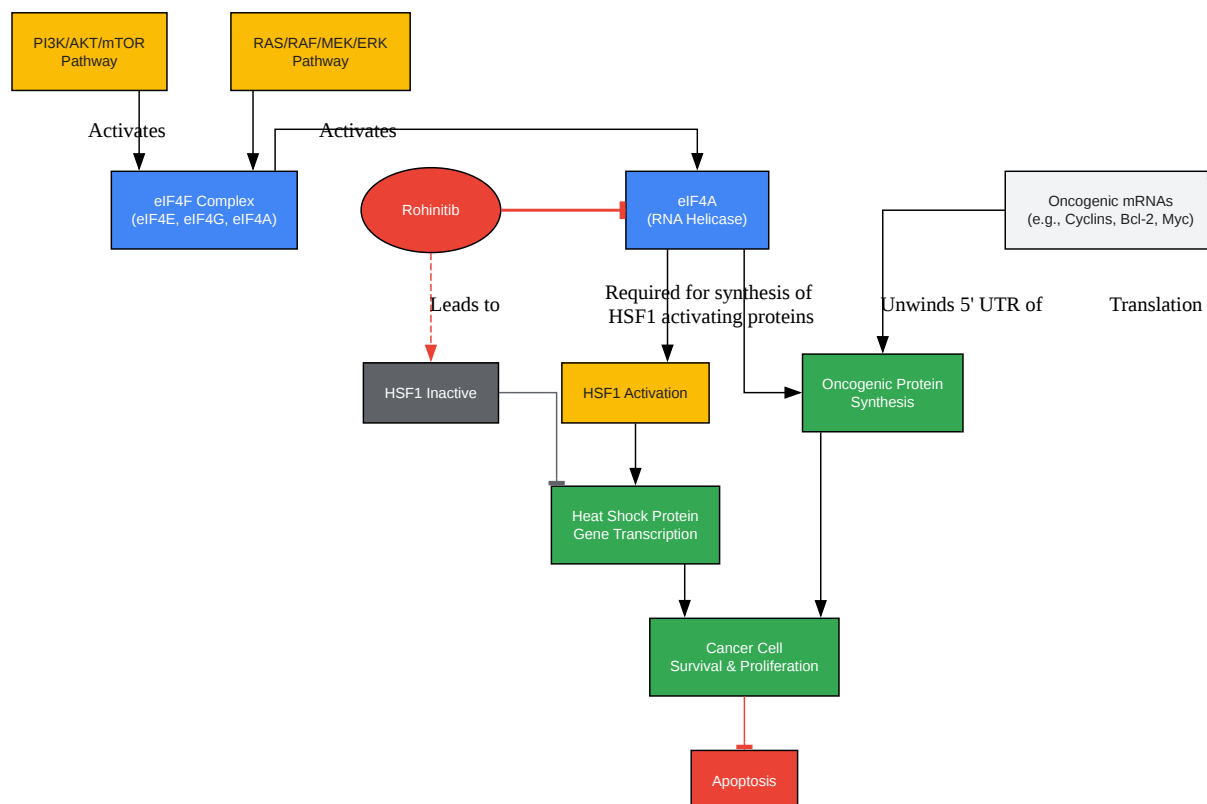 PI3K/AKT/mTOR
Pathway
RAS/RAF/MEK/ERK
Pathway
Activates
Activates
eIF4F Complex
(eIF4E, eIF4G, eIF4A)
Rohinitib
eIF4A
(RNA Helicase)
Oncogenic mRNAs
(e.g., Cyclins, Bcl-2, Myc)
Leads to
Required for synthesis of
HSF1 activating proteins
Unwinds 5' UTR of
Translation
HSF1 Inactive
HSF1 Activation
Oncogenic Protein
Synthesis
Heat Shock Protein
Gene Transcription
Cancer Cell
Survival & Proliferation
Apoptosis